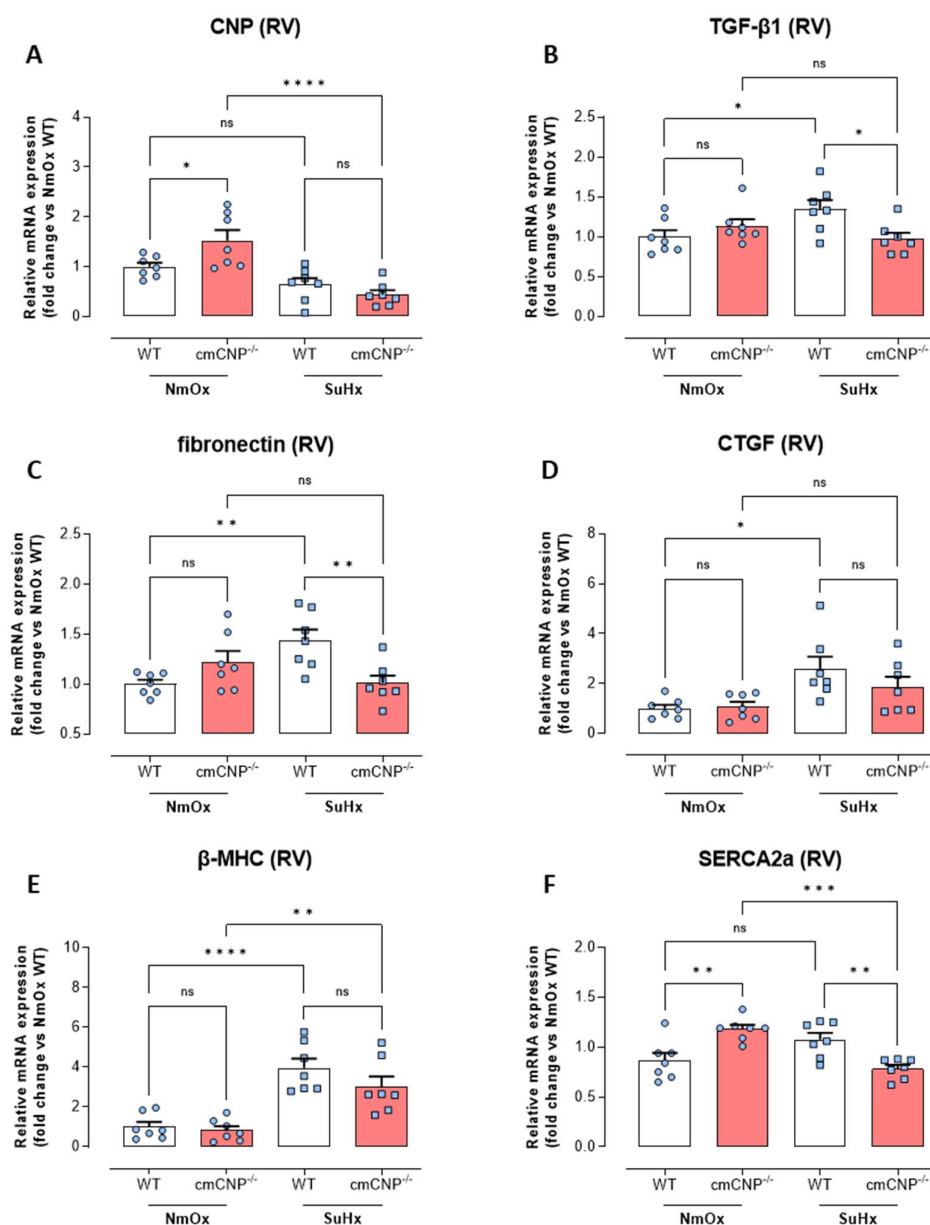 CNP (RV)
A
Relative mRNA expression
(fold change vs NmOx WT)
****
ns
*
ns
4
3
2
1
0
WT
cmCNP⁻/⁻
WT
cmCNP⁻/⁻
NmOx
SuHx
TGF-β1 (RV)
B
Relative mRNA expression
(fold change vs NmOx WT)
ns
*
ns
*
2.5
2.0
1.5
1.0
0.5
0.0
WT
cmCNP⁻/⁻
WT
cmCNP⁻/⁻
NmOx
SuHx
fibronectin (RV)
C
Relative mRNA expression
(fold change vs NmOx WT)
ns
**
ns
**
2.5
2.0
1.5
1.0
0.5
WT
cmCNP⁻/⁻
WT
cmCNP⁻/⁻
NmOx
SuHx
CTGF (RV)
D
Relative mRNA expression
(fold change vs NmOx WT)
ns
*
ns
ns
8
6
4
2
0
WT
cmCNP⁻/⁻
WT
cmCNP⁻/⁻
NmOx
SuHx
β-MHC (RV)
E
Relative mRNA expression
(fold change vs NmOx WT)
**
****
ns
ns
10
8
6
4
2
0
WT
cmCNP⁻/⁻
WT
cmCNP⁻/⁻
NmOx
SuHx
SERCA2a (RV)
F
Relative mRNA expression
(fold change vs NmOx WT)
***
ns
**
**
2.0
1.5
1.0
0.5
0.0
WT
cmCNP⁻/⁻
WT
cmCNP⁻/⁻
NmOx
SuHx